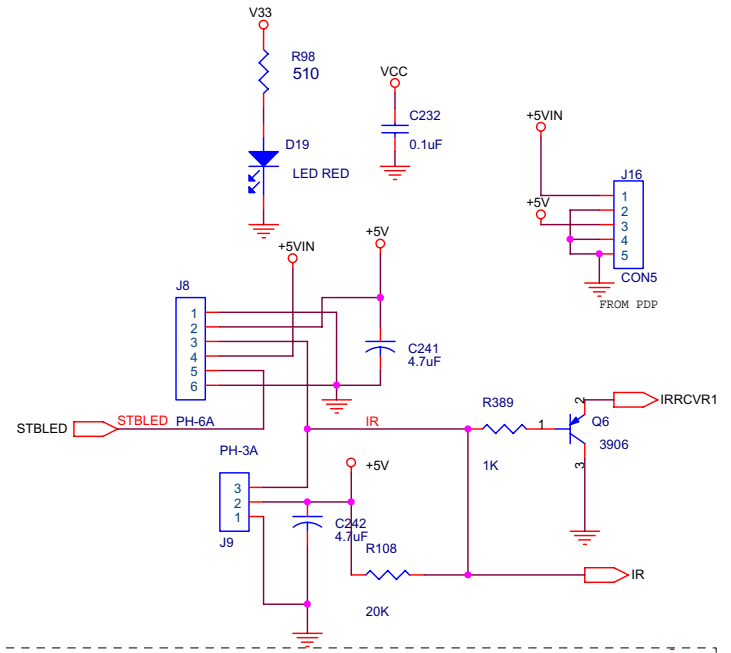 V33
R98
510
D19
LED RED
VCC
C232
0.1uF
+5VIN
+5V
J16
1
2
3
4
5
CON5
FROM PDP
+5VIN
+5V
J8
1
2
3
4
5
6
PH-6A
C241
4.7uF
STBLED
STBLED
IR
R389
1K
1
2
3
Q6
3906
IRRCVR1
PH-3A
3
2
1
J9
+5V
C242
4.7uF
R108
20K
IR